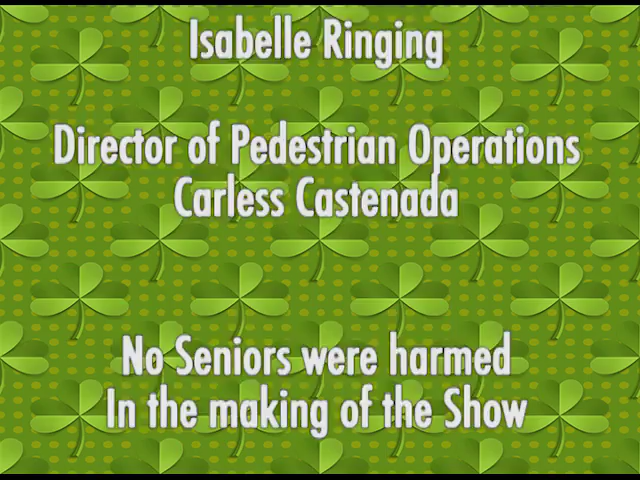 Isabelle Ringing
Director of Pedestrian Operations
Carless Castenada
No Seniors were harmed
In the making of the Show